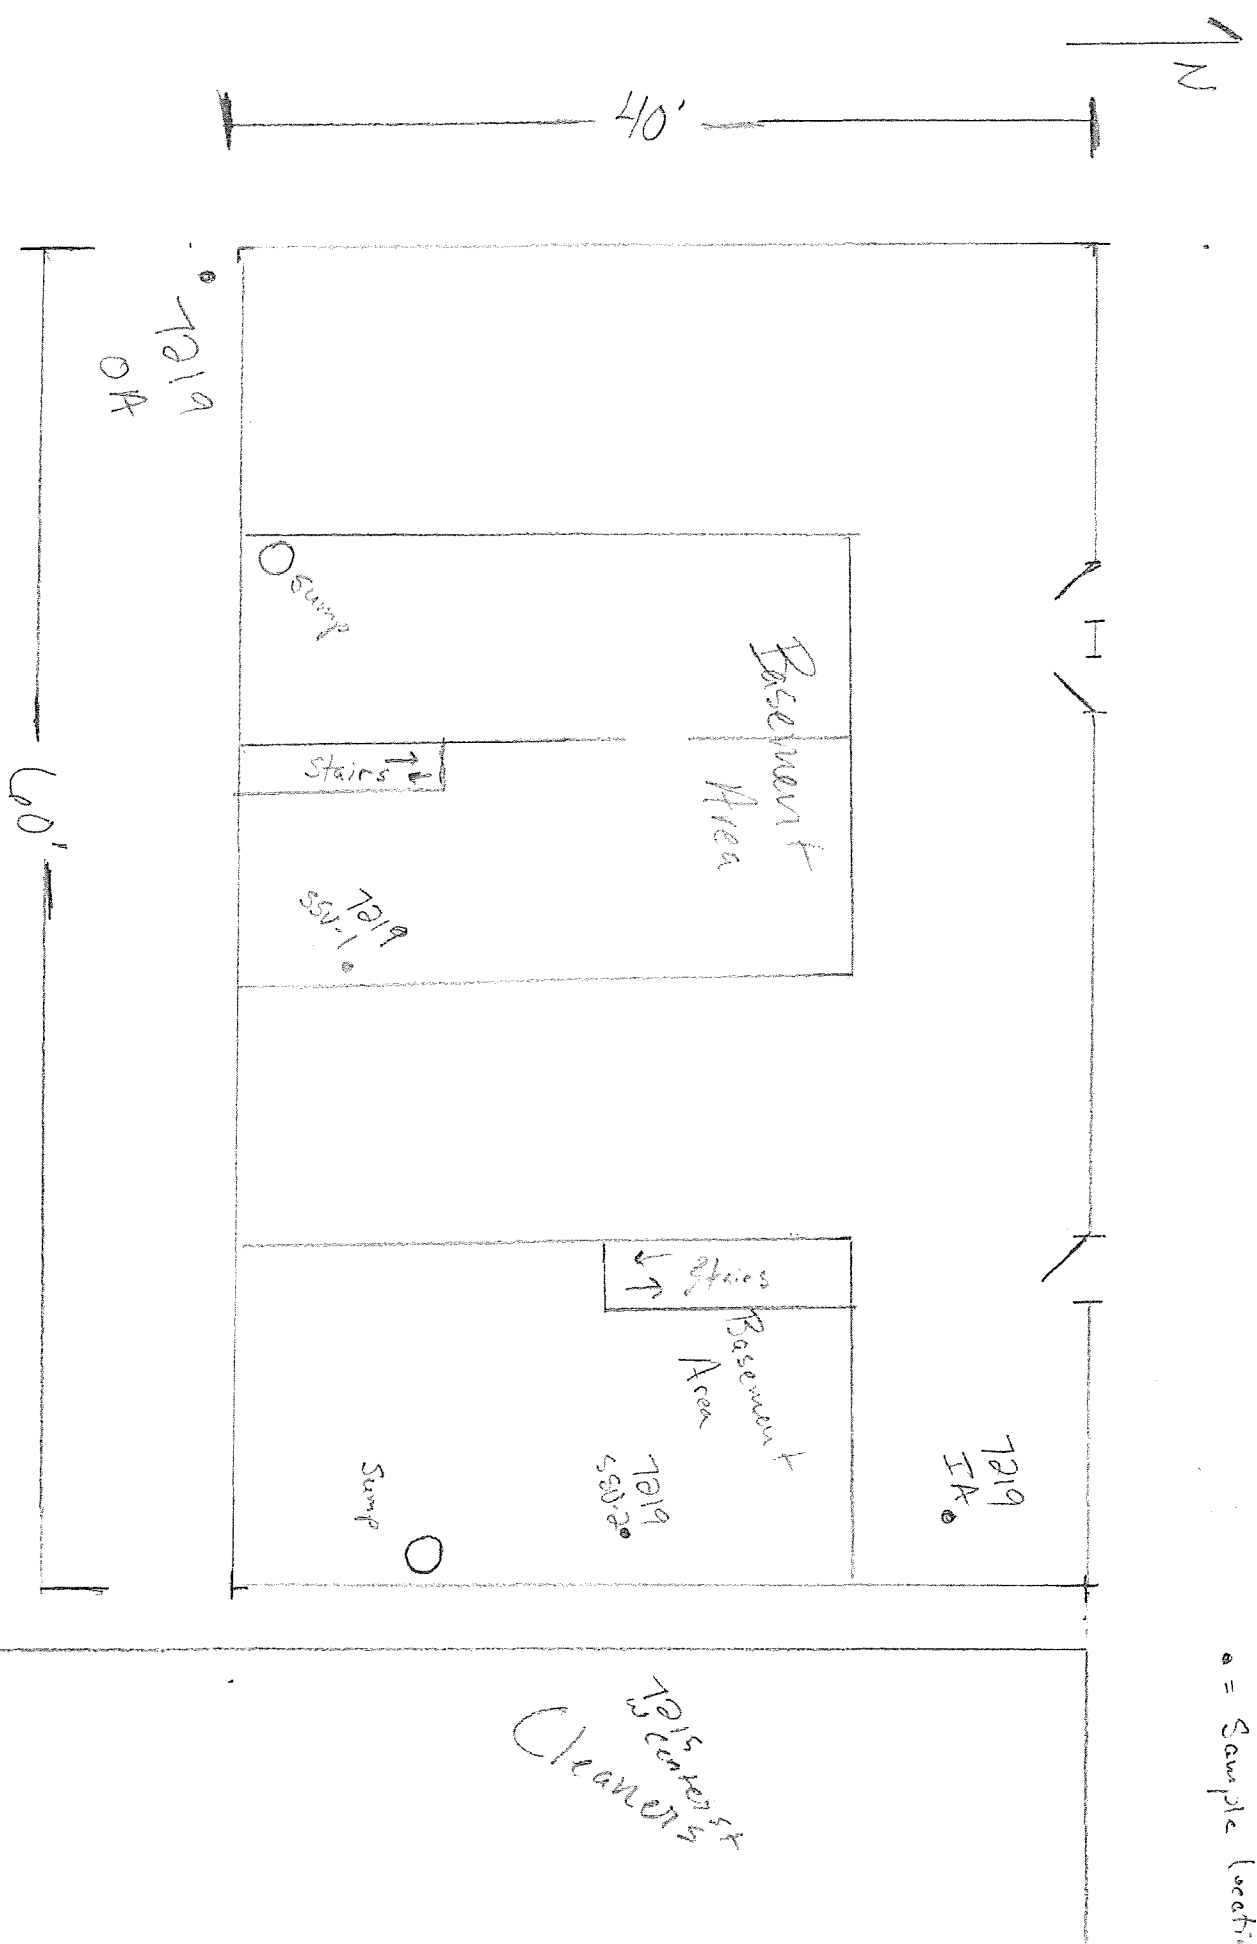 N
40'
7219
OA
60'
Sump
Basement
Area
Stairs
7219
SSV-1
Stairs
Basement
Area
7219
IA
7219
SSV-2
Sump
Cleaners
= Sample Locati